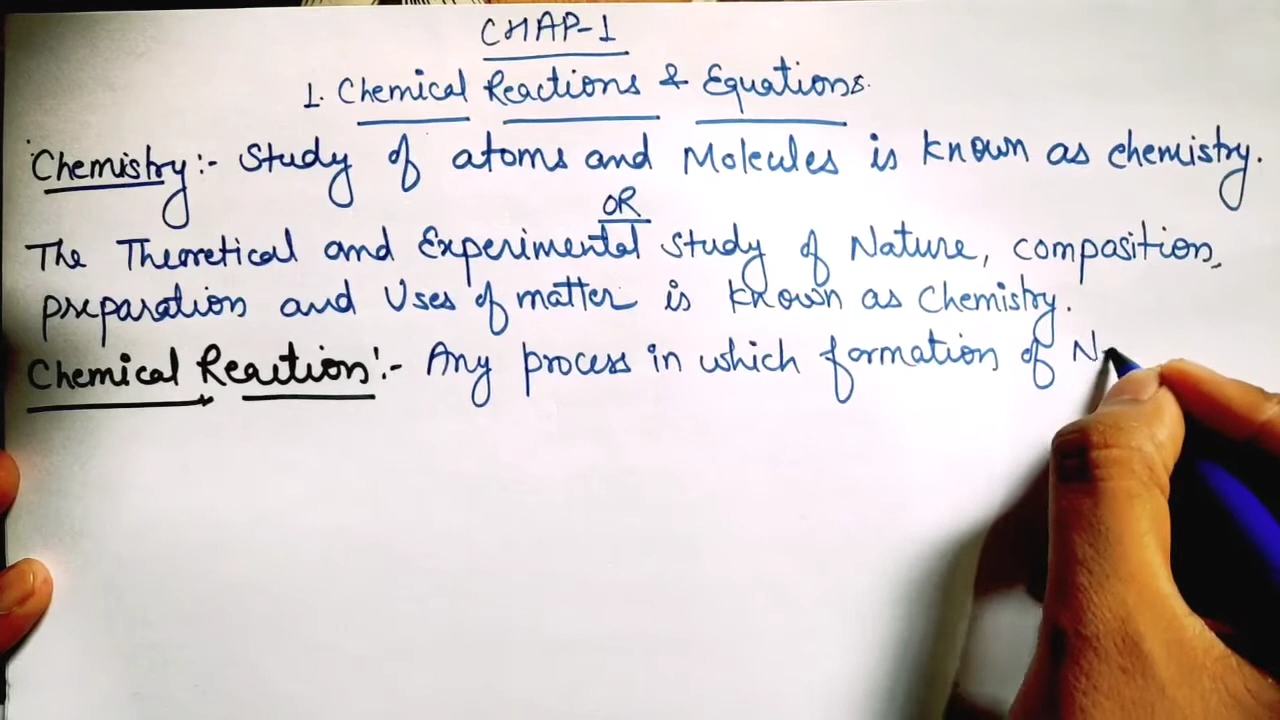 CHAP-1
1. Chemical Reactions & Equations.
Chemistry:- Study of atoms and Molecules is known as chemistry.
OR
The Theoretical and Experimental study of Nature, composition,
preparation and Uses of matter is known as Chemistry.
Chemical Reaction:- Any process in which formation of